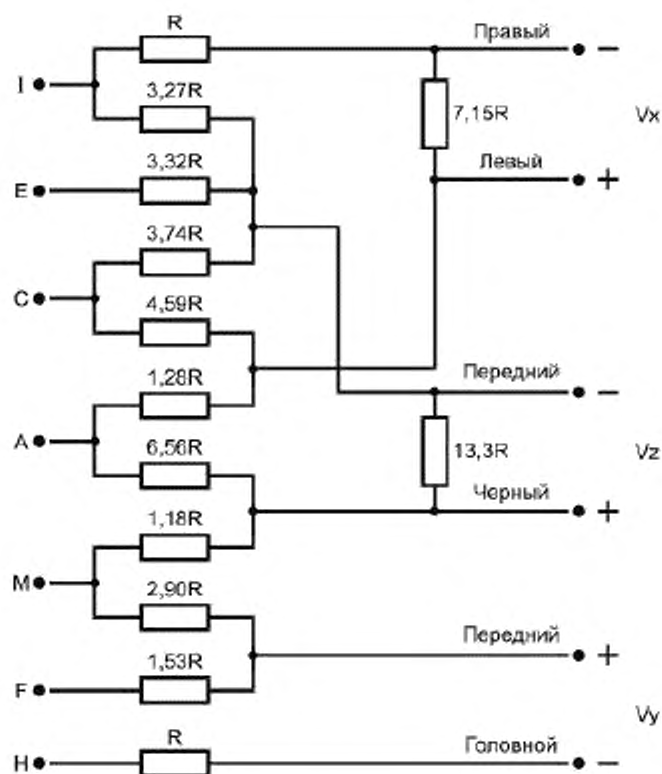 R
Правый
I
3,27R
7,15R
Vx
3,32R
Левый
E
3,74R
C
4,59R
1,28R
Передний
A
6,56R
13,3R
Vz
Черный
1,18R
M
2,90R
Передний
1,53R
F
Vy
R
Головной
H